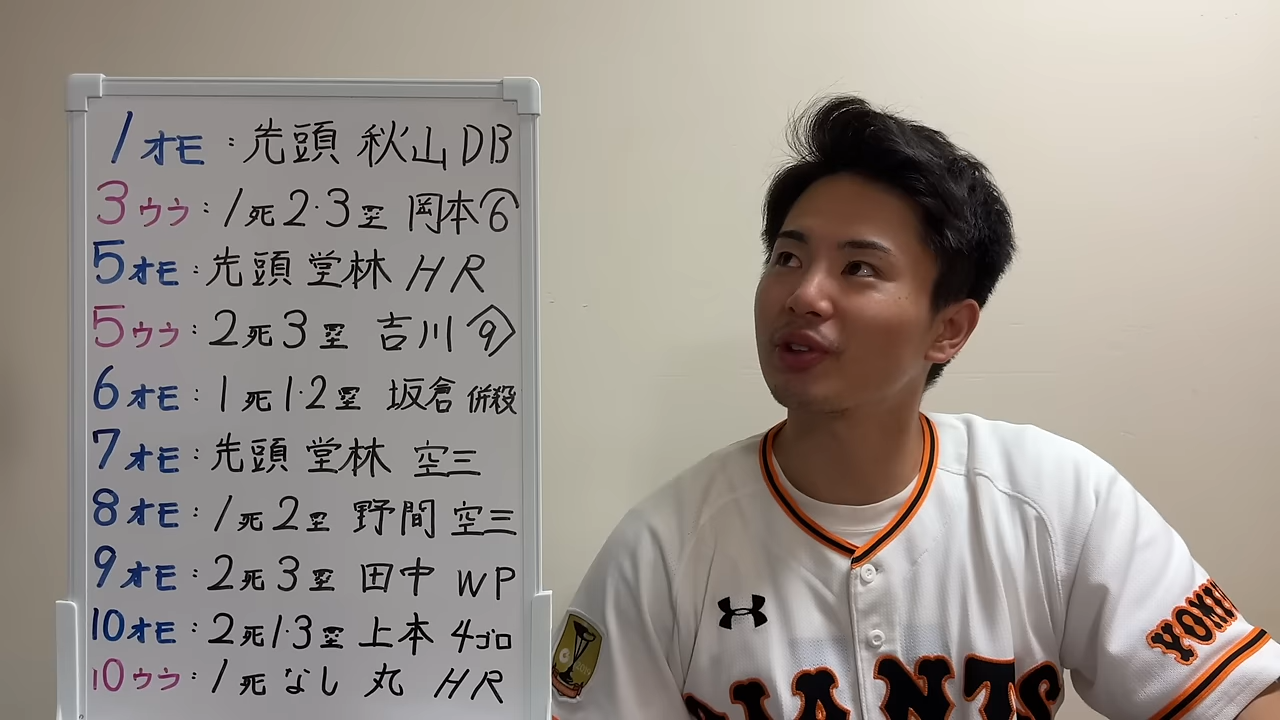 1オモ:先頭 秋山DB
3ウラ:1死2・3塁 岡本⑥
5オモ:先頭 堂林 HR
5ウラ:2死3塁 吉川 9
6オモ:1死1・2塁 坂倉 併殺
7オモ:先頭 堂林 空三
8オモ:1死2塁 野間 空三
9オモ:2死3塁 田中 WP
10オモ:2死1・3塁 上本 4ゴロ
10ウラ:1死なし 丸 HR
GIANTS